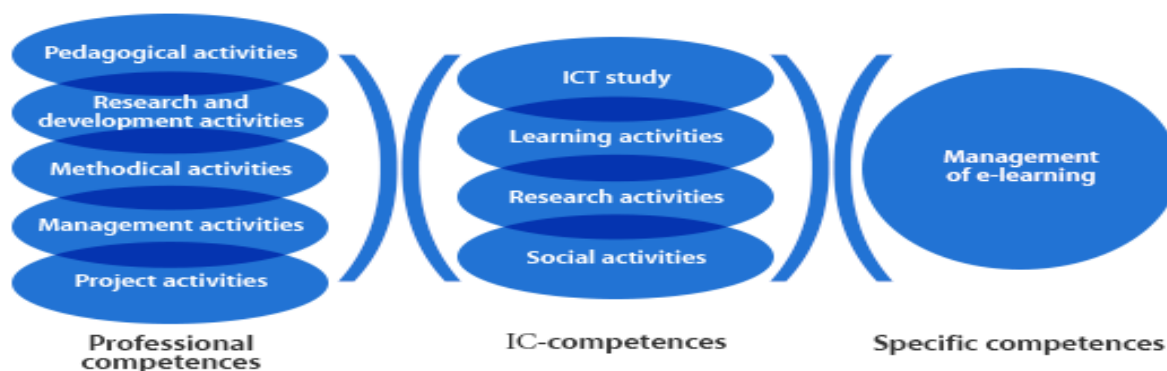 Pedagogical activities
Research and
development activities
Methodical activities
Management activities
Project activities
Professional
competences
ICT study
Learning activities
Research activities
Social activities
IC-competences
Management
of e-learning
Specific competences